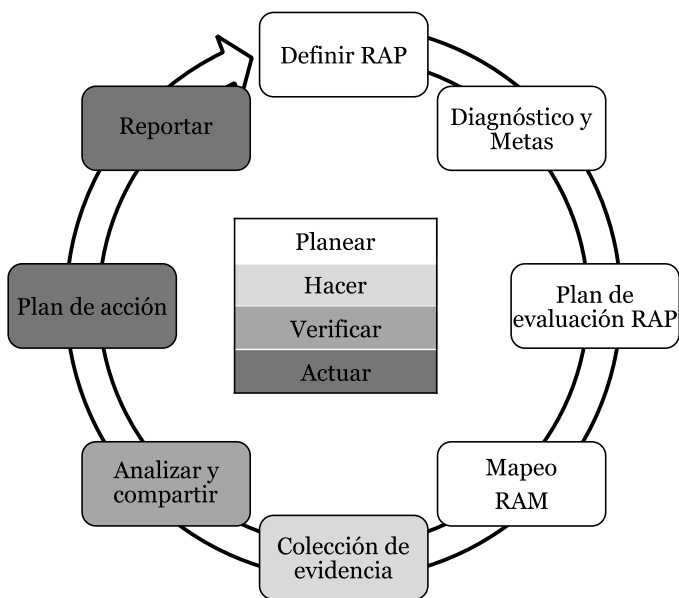 Definir RAP
Diagnóstico y
Metas
Plan de
evaluación RAP
Mapeo
RAM
Colección de
evidencia
Analizar y
compartir
Plan de acción
Reportar
Planear
Hacer
Verificar
Actuar